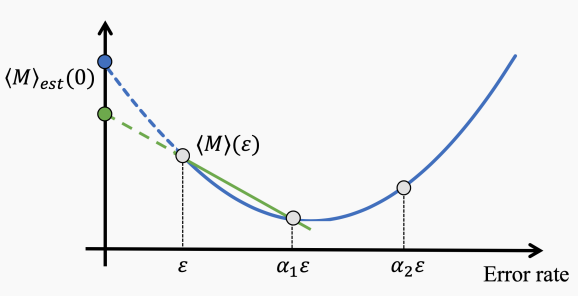 ⟨M⟩est(0)
⟨M⟩(ε)
ε
α₁ε
α₂ε
Error rate